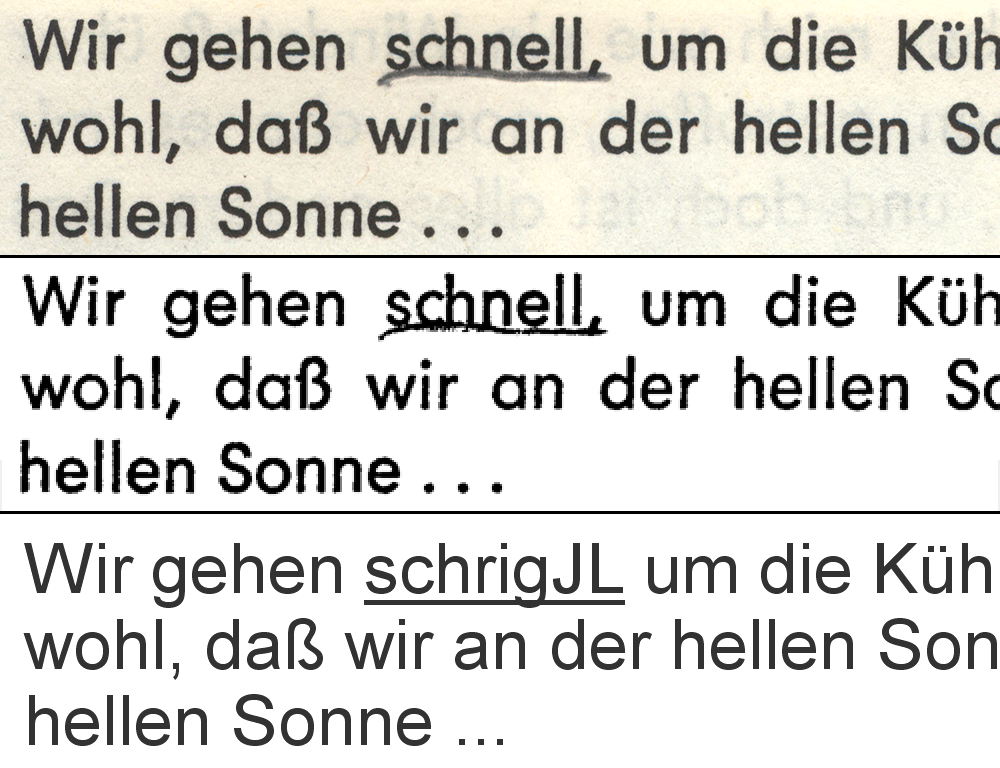 Wir gehen schnell, um die Küh
wohl, daß wir an der hellen So
hellen Sonne . . .
Wir gehen schnell, um die Küh
wohl, daß wir an der hellen So
hellen Sonne . . .
Wir gehen schrigJL um die Küh
wohl, daß wir an der hellen Son
hellen Sonne ...